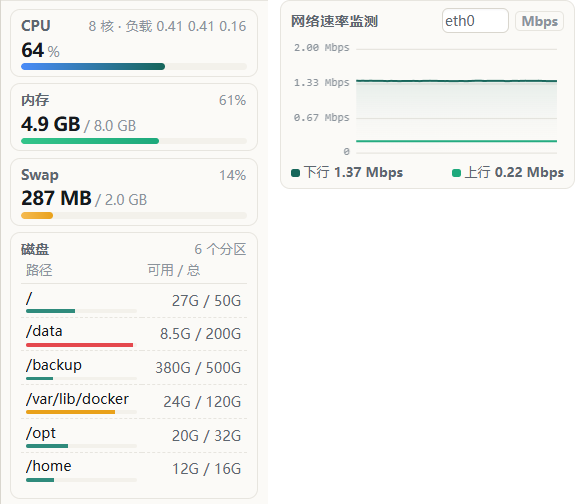 CPU 8 核 · 负载 0.41 0.41 0.16
64 %
内存 61%
4.9 GB / 8.0 GB
Swap 14%
287 MB / 2.0 GB
磁盘 6 个分区
路径 可用 / 总
/ 27G / 50G
/data 8.5G / 200G
/backup 380G / 500G
/var/lib/docker 24G / 120G
/opt 20G / 32G
/home 12G / 16G
网络速率监测 eth0 Mbps
2.00 Mbps
1.33 Mbps
0.67 Mbps
0
下行 1.37 Mbps 上行 0.22 Mbps